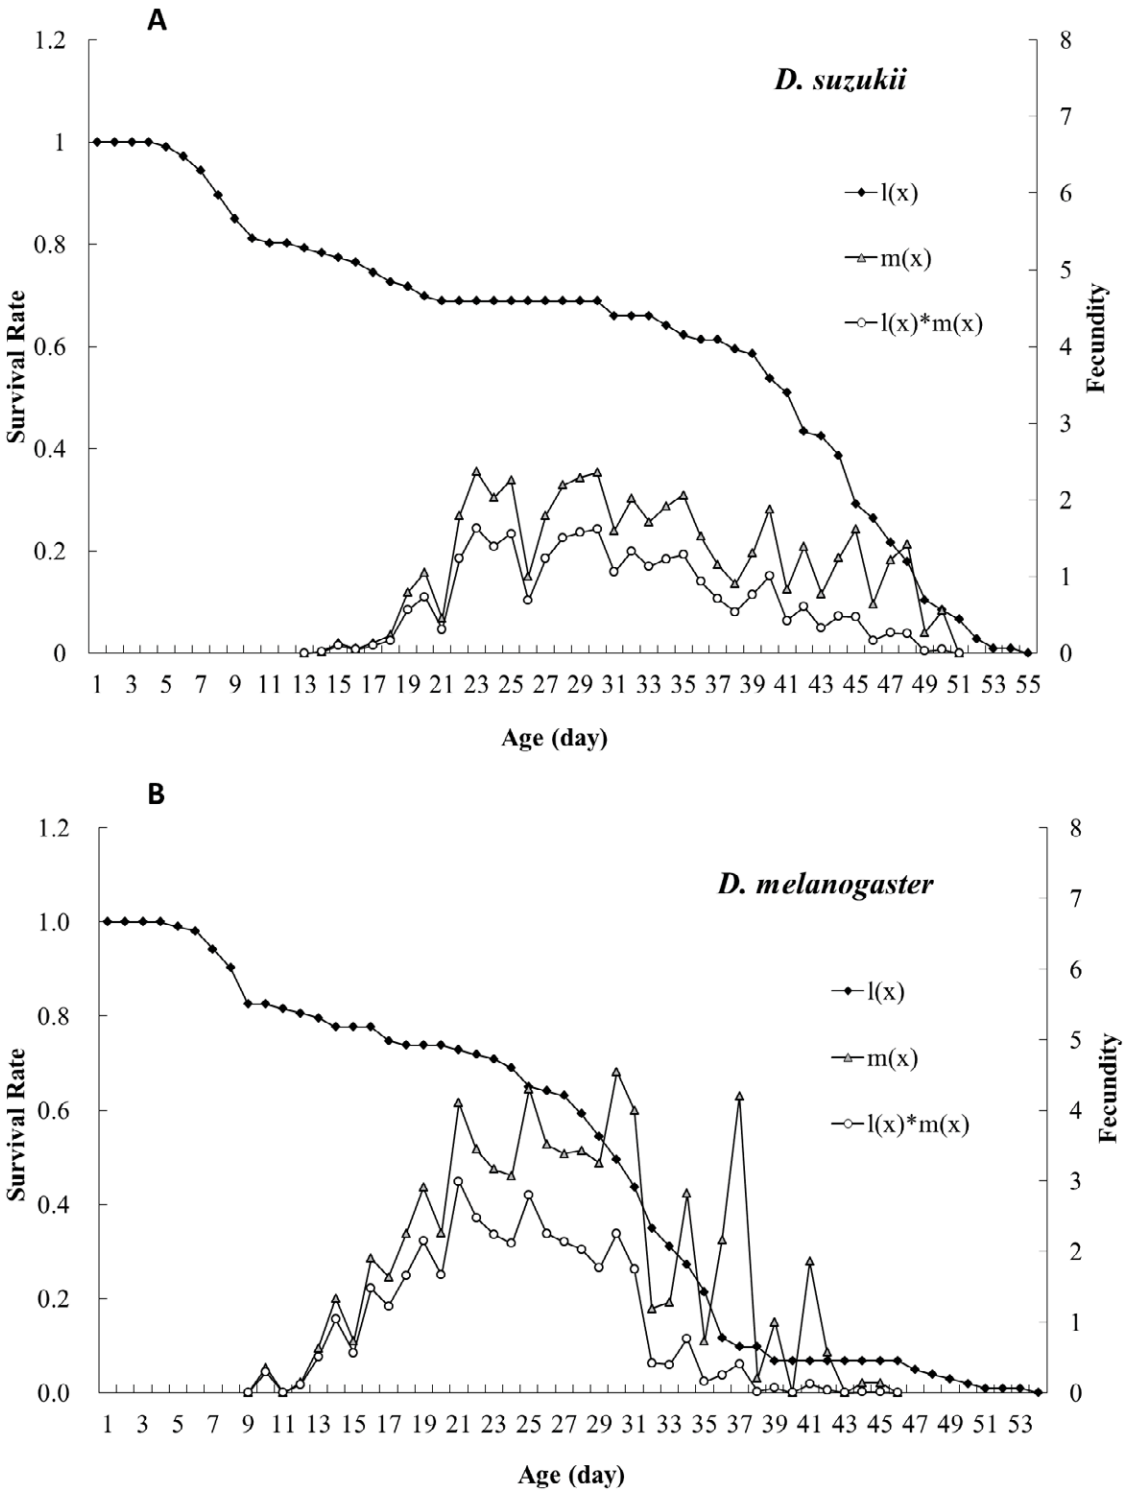 A
D. suzukii
1.2
1
0.8
0.6
0.4
0.2
0
Survival Rate
8
7
6
5
4
3
2
1
0
Fecundity
l(x)
m(x)
l(x)*m(x)
1 3 5 7 9 11 13 15 17 19 21 23 25 27 29 31 33 35 37 39 41 43 45 47 49 51 53 55
Age (day)
B
D. melanogaster
1.2
1.0
0.8
0.6
0.4
0.2
0.0
Survival Rate
8
7
6
5
4
3
2
1
0
Fecundity
l(x)
m(x)
l(x)*m(x)
1 3 5 7 9 11 13 15 17 19 21 23 25 27 29 31 33 35 37 39 41 43 45 47 49 51 53
Age (day)